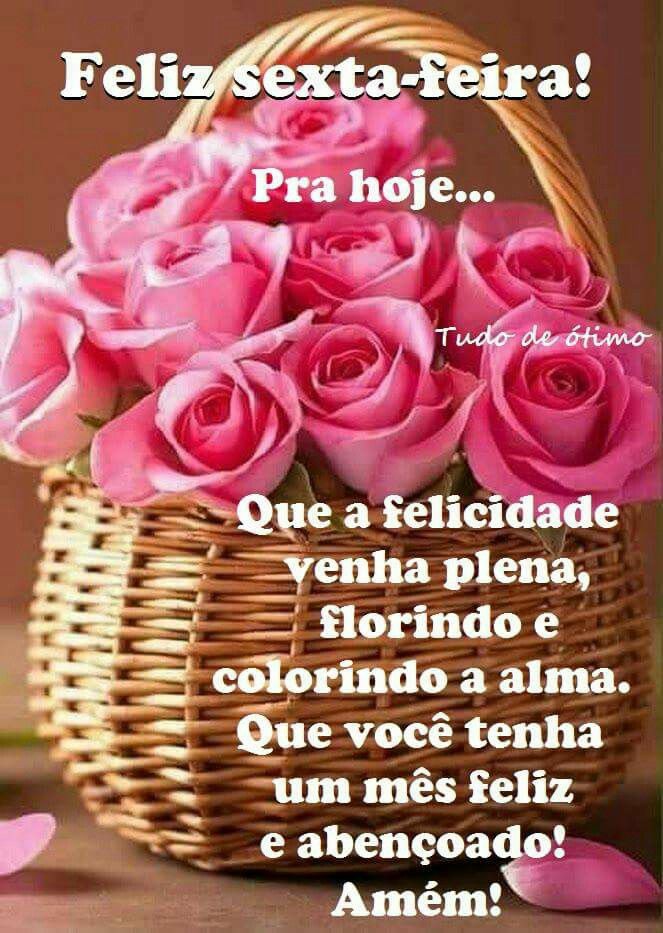 Feliz sexta-feira!
Pra hoje...
Tudo de ótimo
Que a felicidade
venha plena,
florindo e
colorindo a alma.
Que você tenha
um mês feliz
e abençoado!
Amém!